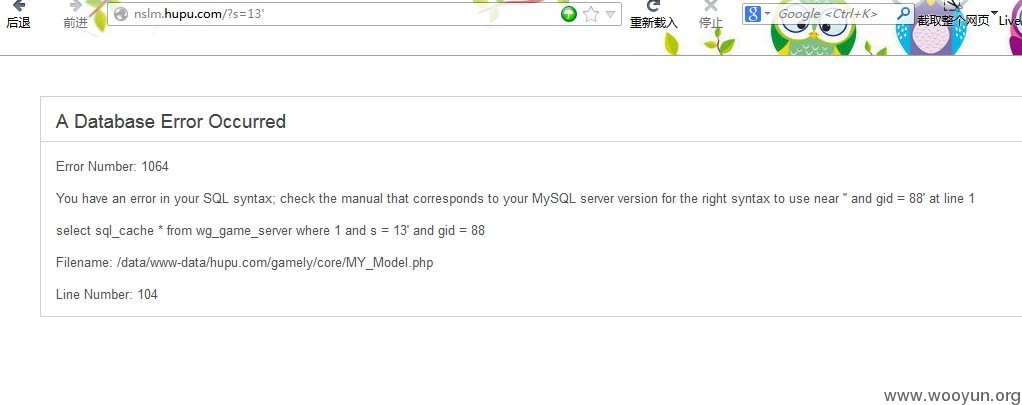 nslm.hupu.com/?s=13'
Google <Ctrl+K>
后退
前进
重新载入
停止
截取整个网页
Live
A Database Error Occurred
Error Number: 1064
You have an error in your SQL syntax; check the manual that corresponds to your MySQL server version for the right syntax to use near '' and gid = 88' at line 1
select sql_cache * from wg_game_server where 1 and s = 13' and gid = 88
Filename: /data/www-data/hupu.com/gamely/core/MY_Model.php
Line Number: 104
www.wooyun.org